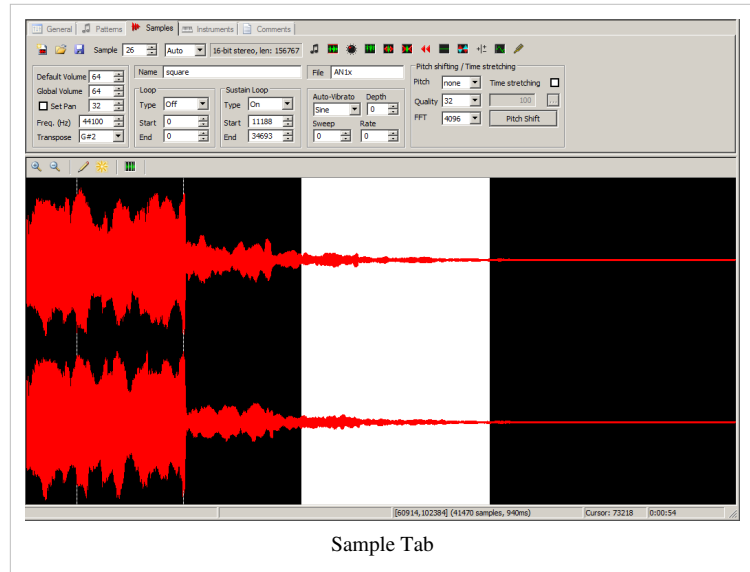 General Patterns Samples Instruments Comments
Sample 26 Auto 16-bit stereo, len: 156767
Default Volume 64
Global Volume 64
Set Pan 32
Freq. (Hz) 44100
Transpose G#2
Name square
Loop
Type Off
Start 0
End 0
Sustain Loop
Type On
Start 11188
End 34693
File AN1x
Auto-Vibrato Depth
Sine 0
Sweep Rate
0 0
Pitch shifting / Time stretching
Pitch none Time stretching
Quality 32 100 ...
FFT 4096 Pitch Shift
[60914,102384] (41470 samples, 940ms) Cursor: 73218 0:00:54
Sample Tab